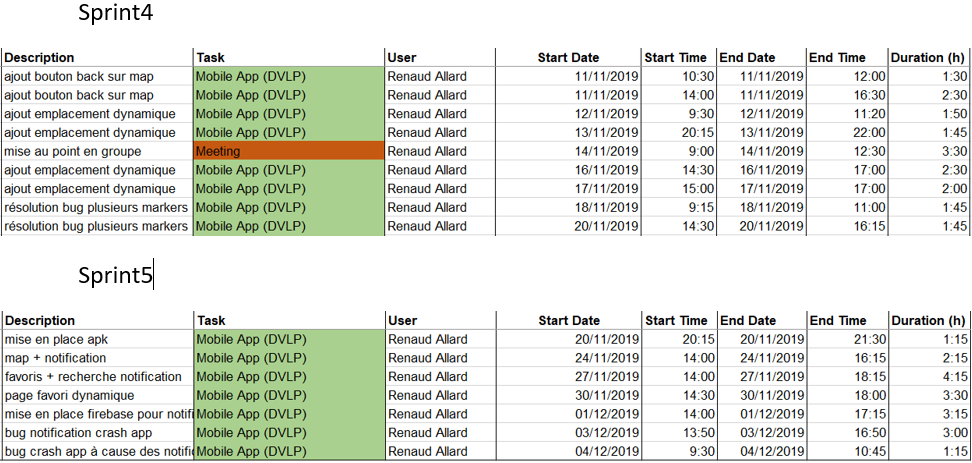 Sprint4
Description Task User Start Date Start Time End Date End Time Duration (h)
ajout bouton back sur map Mobile App (DVLP) Renaud Allard 11/11/2019 10:30 11/11/2019 12:00 1:30
ajout bouton back sur map Mobile App (DVLP) Renaud Allard 11/11/2019 14:00 11/11/2019 16:30 2:30
ajout emplacement dynamique Mobile App (DVLP) Renaud Allard 12/11/2019 9:30 12/11/2019 11:20 1:50
ajout emplacement dynamique Mobile App (DVLP) Renaud Allard 13/11/2019 20:15 13/11/2019 22:00 1:45
mise au point en groupe Meeting Renaud Allard 14/11/2019 9:00 14/11/2019 12:30 3:30
ajout emplacement dynamique Mobile App (DVLP) Renaud Allard 16/11/2019 14:30 16/11/2019 17:00 2:30
ajout emplacement dynamique Mobile App (DVLP) Renaud Allard 17/11/2019 15:00 17/11/2019 17:00 2:00
résolution bug plusieurs markers Mobile App (DVLP) Renaud Allard 18/11/2019 9:15 18/11/2019 11:00 1:45
résolution bug plusieurs markers Mobile App (DVLP) Renaud Allard 20/11/2019 14:30 20/11/2019 16:15 1:45
Sprint5
Description Task User Start Date Start Time End Date End Time Duration (h)
mise en place apk Mobile App (DVLP) Renaud Allard 20/11/2019 20:15 20/11/2019 21:30 1:15
map + notification Mobile App (DVLP) Renaud Allard 24/11/2019 14:00 24/11/2019 16:15 2:15
favoris + recherche notification Mobile App (DVLP) Renaud Allard 27/11/2019 14:00 27/11/2019 18:15 4:15
page favori dynamique Mobile App (DVLP) Renaud Allard 30/11/2019 14:30 30/11/2019 18:00 3:30
mise en place firebase pour notifi Mobile App (DVLP) Renaud Allard 01/12/2019 14:00 01/12/2019 17:15 3:15
bug notification crash app Mobile App (DVLP) Renaud Allard 03/12/2019 13:50 03/12/2019 16:50 3:00
bug crash app à cause des notifi Mobile App (DVLP) Renaud Allard 04/12/2019 9:30 04/12/2019 10:45 1:15